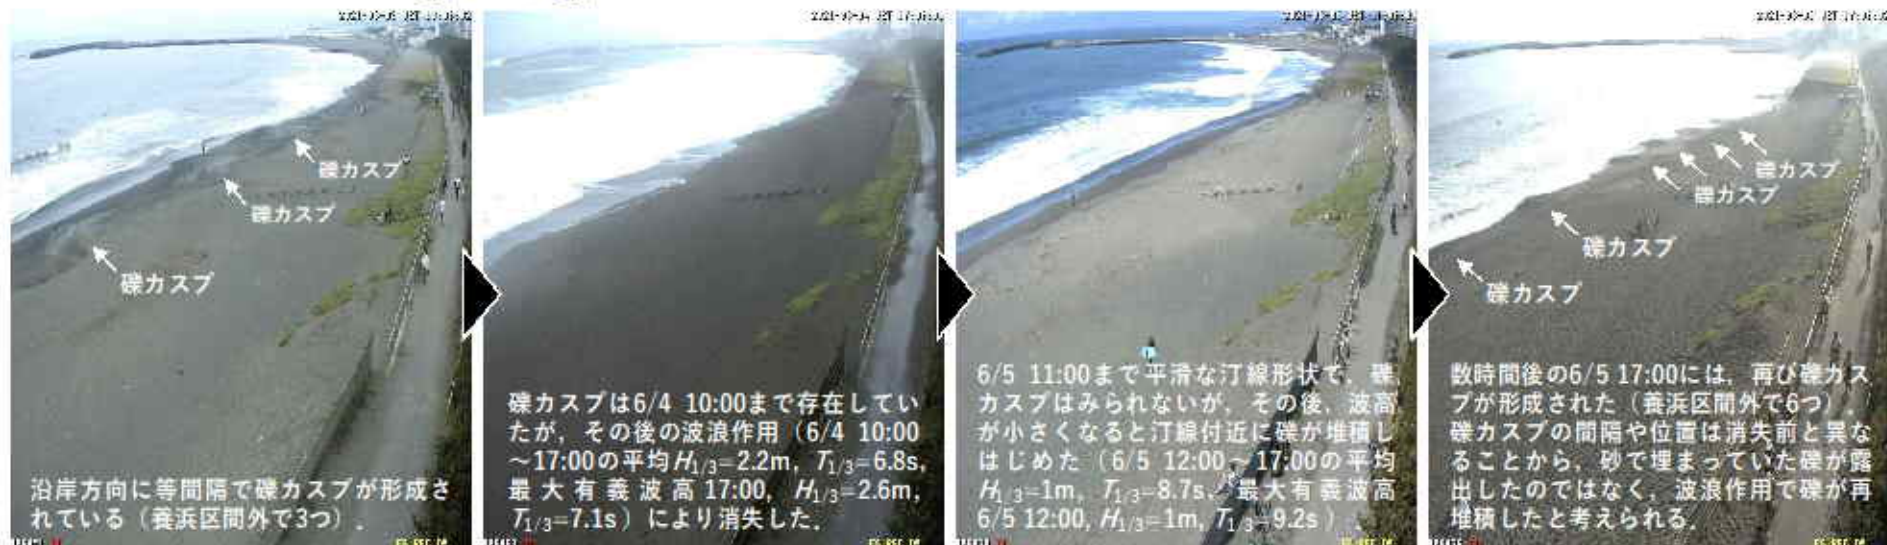 礫カスプ
礫カスプ
礫カスプ
沿岸方向に等間隔で礫カスプが形成さ
れている（養浜区間外で3つ）．
礫カスプは6/4 10:00まで存在してい
たが，その後の波浪作用（6/4 10:00
～17:00の平均H1/3=2.2m，T1/3=6.8s，
最大有義波高 17:00，H1/3=2.6m，
T1/3=7.1s）により消失した．
6/5 11:00まで平滑な汀線形状で，礫
カスプはみられないが，その後，波高
が小さくなると汀線付近に礫が堆積し
はじめた（6/5 12:00～17:00の平均
H1/3=1m，T1/3=8.7s，最大有義波高
6/5 12:00, H1/3=1m, T1/3=9.2s）．
礫カスプ
礫カスプ
礫カスプ
礫カスプ
数時間後の6/5 17:00には，再び礫カス
プが形成された（養浜区間外で6つ）．
礫カスプの間隔や位置は消失前と異な
ることから，砂で埋まっていた礫が露
出したのではなく，波浪作用で礫が再
堆積したと考えられる．